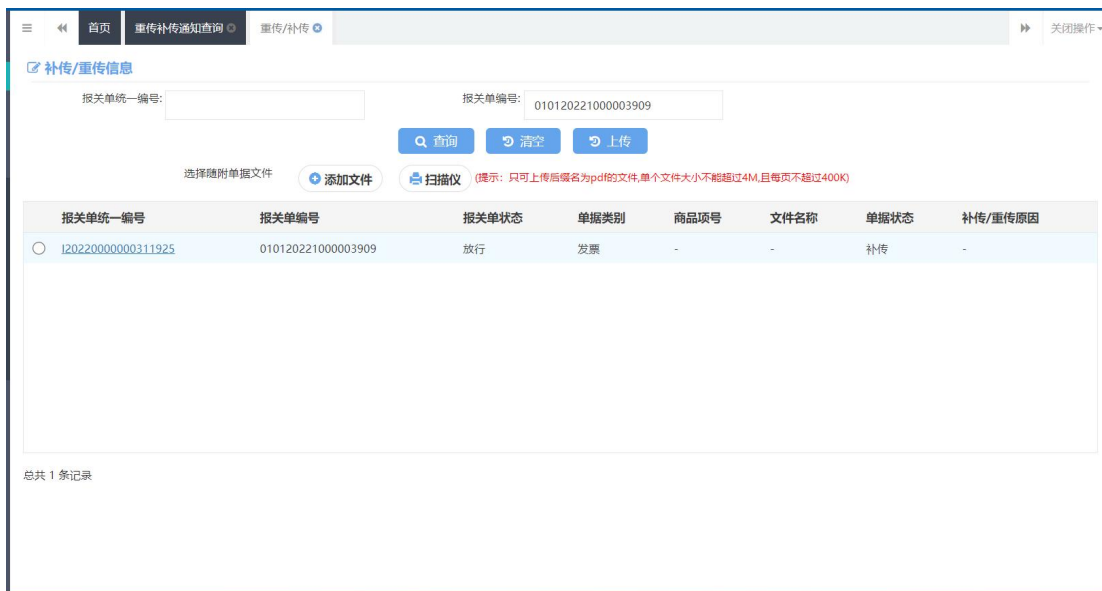 首页 重传补传通知查询 重传/补传 关闭操作
补传/重传信息
报关单统一编号: 报关单编号: 010120221000003909
查询 清空 上传
选择随附单据文件 添加文件 扫描仪 (提示：只可上传后缀名为pdf的文件,单个文件大小不能超过4M,且每页不超过400K)
报关单统一编号 报关单编号 报关单状态 单据类别 商品项号 文件名称 单据状态 补传/重传原因
I20220000000311925 010120221000003909 放行 发票 - - 补传 -
总共 1 条记录